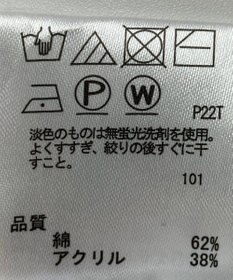 P W
P22T
淡色のものは無蛍光洗剤を使用。
よくすすぎ、絞りの後すぐに干
すこと。
101
品質
綿 62%
アクリル 38%